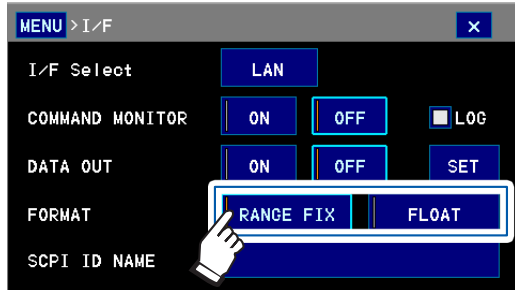 MENU > I/F ×
I/F Select LAN
COMMAND MONITOR ON OFF LOG
DATA OUT ON OFF SET
FORMAT RANGE FIX FLOAT
SCPI ID NAME